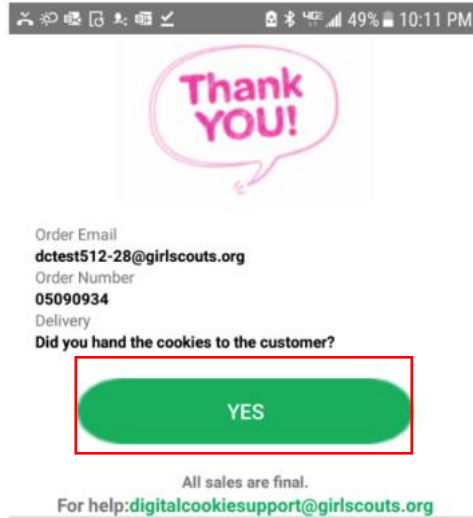 49% 10:11 PM
Thank
YOU!
Order Email
dctest512-28@girlscouts.org
Order Number
05090934
Delivery
Did you hand the cookies to the customer?
YES
All sales are final.
For help:digitalcookiesupport@girlscouts.org